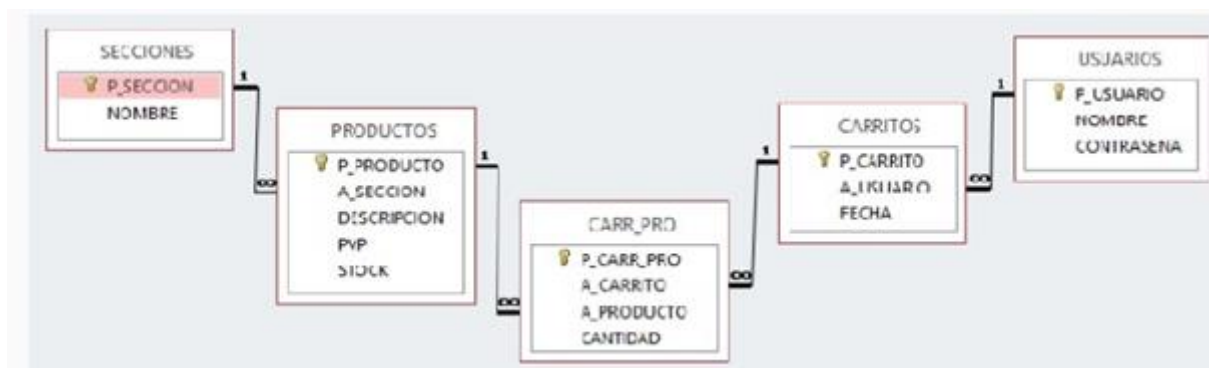 SECCIONES
P_SECCION
NOMBRE
1
∞
PRODUCTOS
P_PRODUCTO
A_SECCION
DESCRIPCION
PVP
STOCK
1
∞
CARR_PRO
P_CARR_PRO
A_CARRITO
A_PRODUCTO
CANTIDAD
∞
1
CARRITOS
P_CARRITO
A_USUARIO
FECHA
∞
1
USUARIOS
P_USUARIO
NOMBRE
CONTRASENA